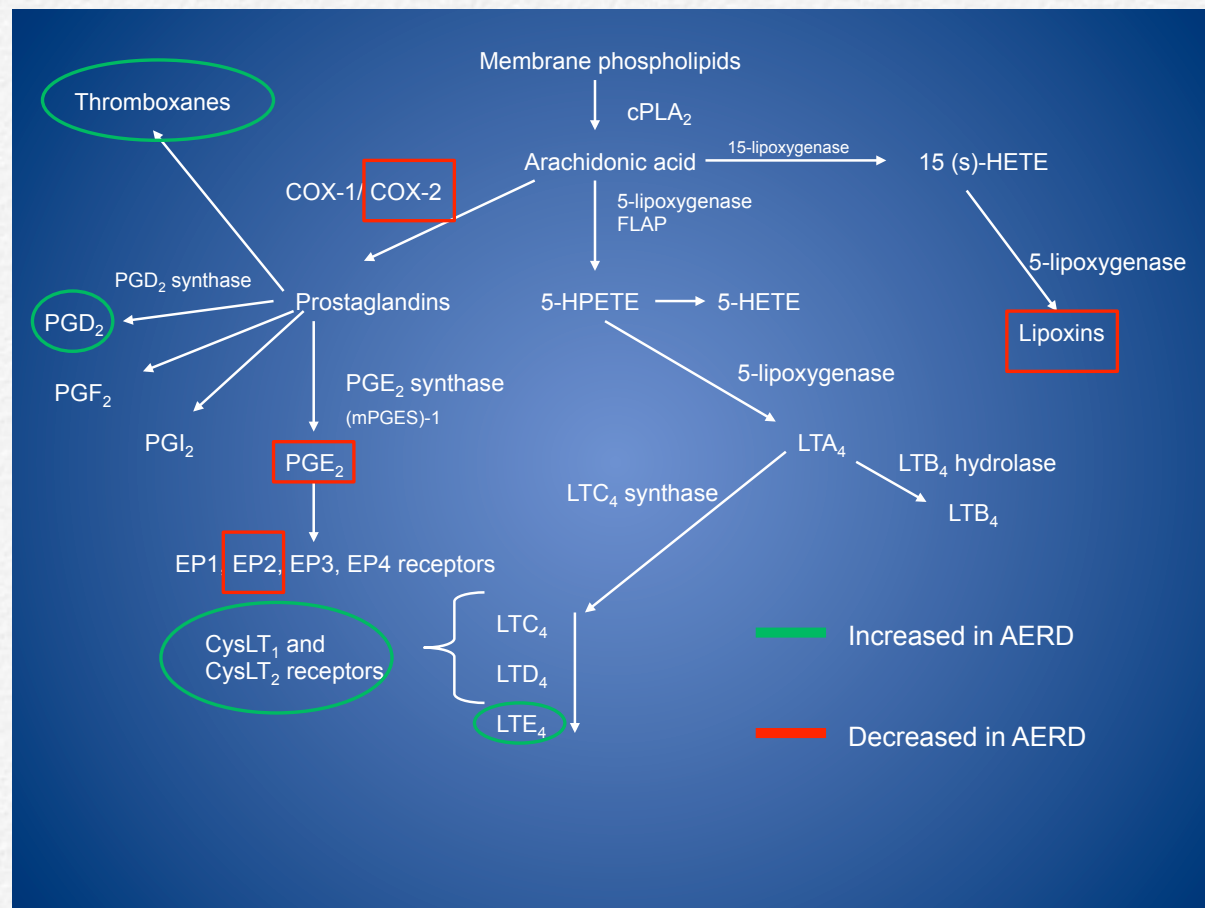 Membrane phospholipids
Thromboxanes
cPLA₂
Arachidonic acid
15-lipoxygenase
15 (s)-HETE
COX-1/ COX-2
5-lipoxygenase
FLAP
5-lipoxygenase
PGD₂ synthase
Prostaglandins
5-HPETE
5-HETE
PGD₂
Lipoxins
PGF₂
PGE₂ synthase
(mPGES)-1
5-lipoxygenase
PGI₂
PGE₂
LTA₄
LTB₄ hydrolase
LTC₄ synthase
LTB₄
EP1, EP2, EP3, EP4 receptors
CysLT₁ and
CysLT₂ receptors
LTC₄
LTD₄
LTE₄
Increased in AERD
Decreased in AERD